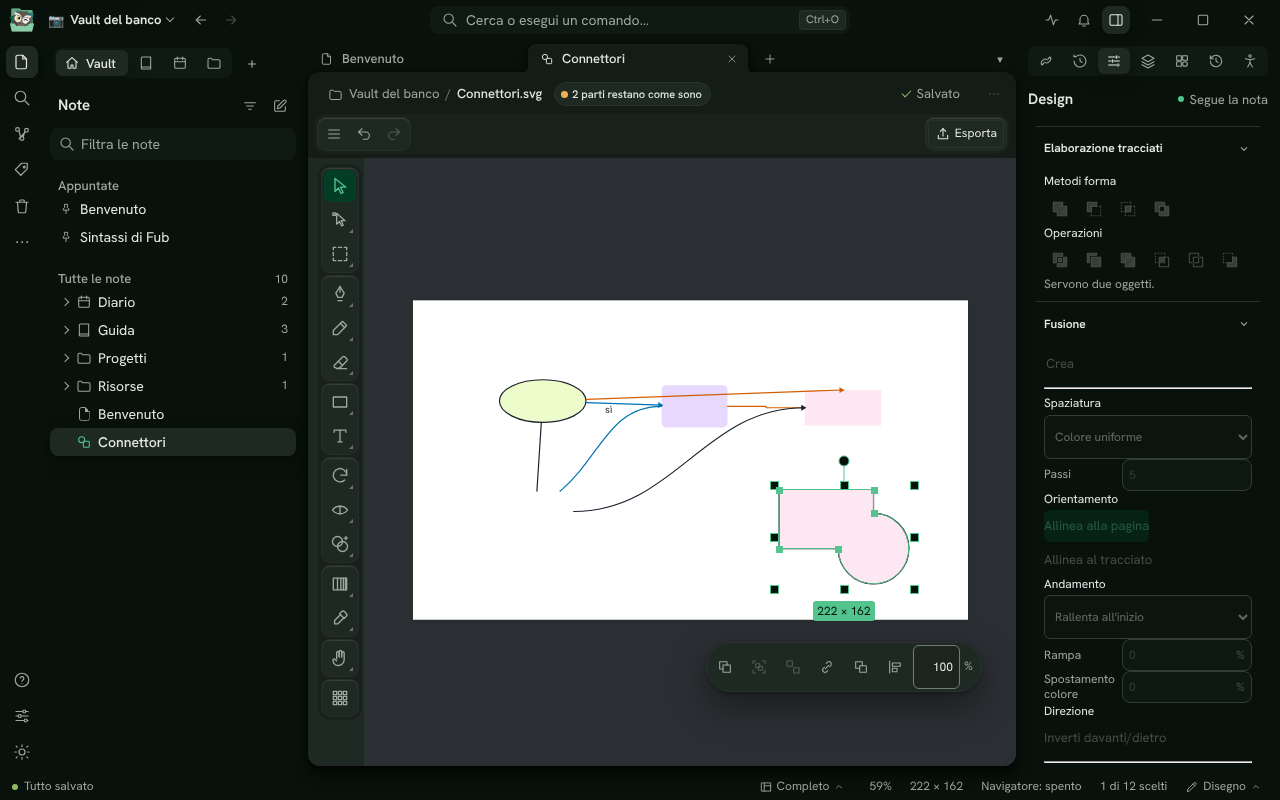 Vault del banco
Cerca o esegui un comando...
Ctrl+O
Vault
Benvenuto
Connettori
Note
Vault del banco / Connettori.svg
2 parti restano come sono
Salvato
Design
Segue la nota
Esporta
Filtra le note
Appuntate
Benvenuto
Sintassi di Fub
Tutte le note
10
Diario
2
Guida
3
Progetti
1
Risorse
1
Benvenuto
Connettori
sì
222 × 162
100
%
Elaborazione tracciati
Metodi forma
Operazioni
Servono due oggetti.
Fusione
Crea
Spaziatura
Colore uniforme
Passi
5
Orientamento
Allinea alla pagina
Allinea al tracciato
Andamento
Rallenta all'inizio
Rampa
0
%
Spostamento
colore
0
%
Direzione
Inverti davanti/dietro
Tutto salvato
Completo
59%
222 × 162
Navigatore: spento
1 di 12 scelti
Disegno